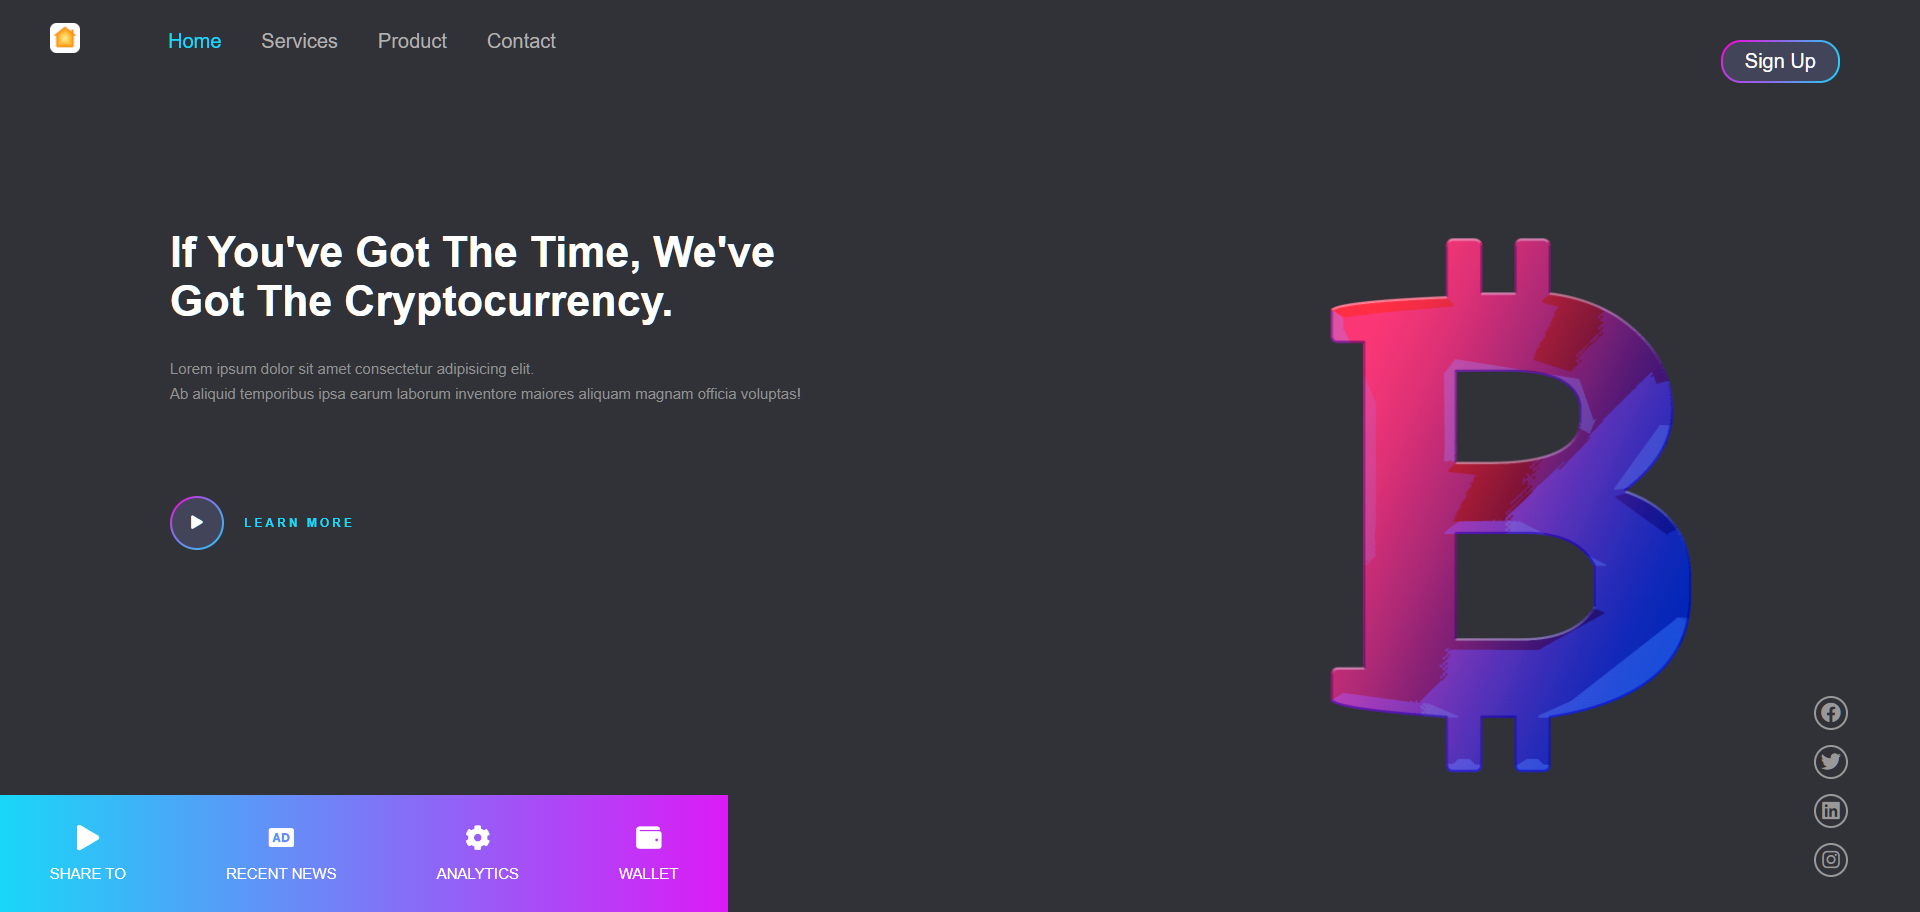 Home Services Product Contact
Sign Up
If You've Got The Time, We've
Got The Cryptocurrency.
Lorem ipsum dolor sit amet consectetur adipisicing elit.
Ab aliquid temporibus ipsa earum laborum inventore maiores aliquam magnam officia voluptas!
LEARN MORE
AD
SHARE TO RECENT NEWS ANALYTICS WALLET